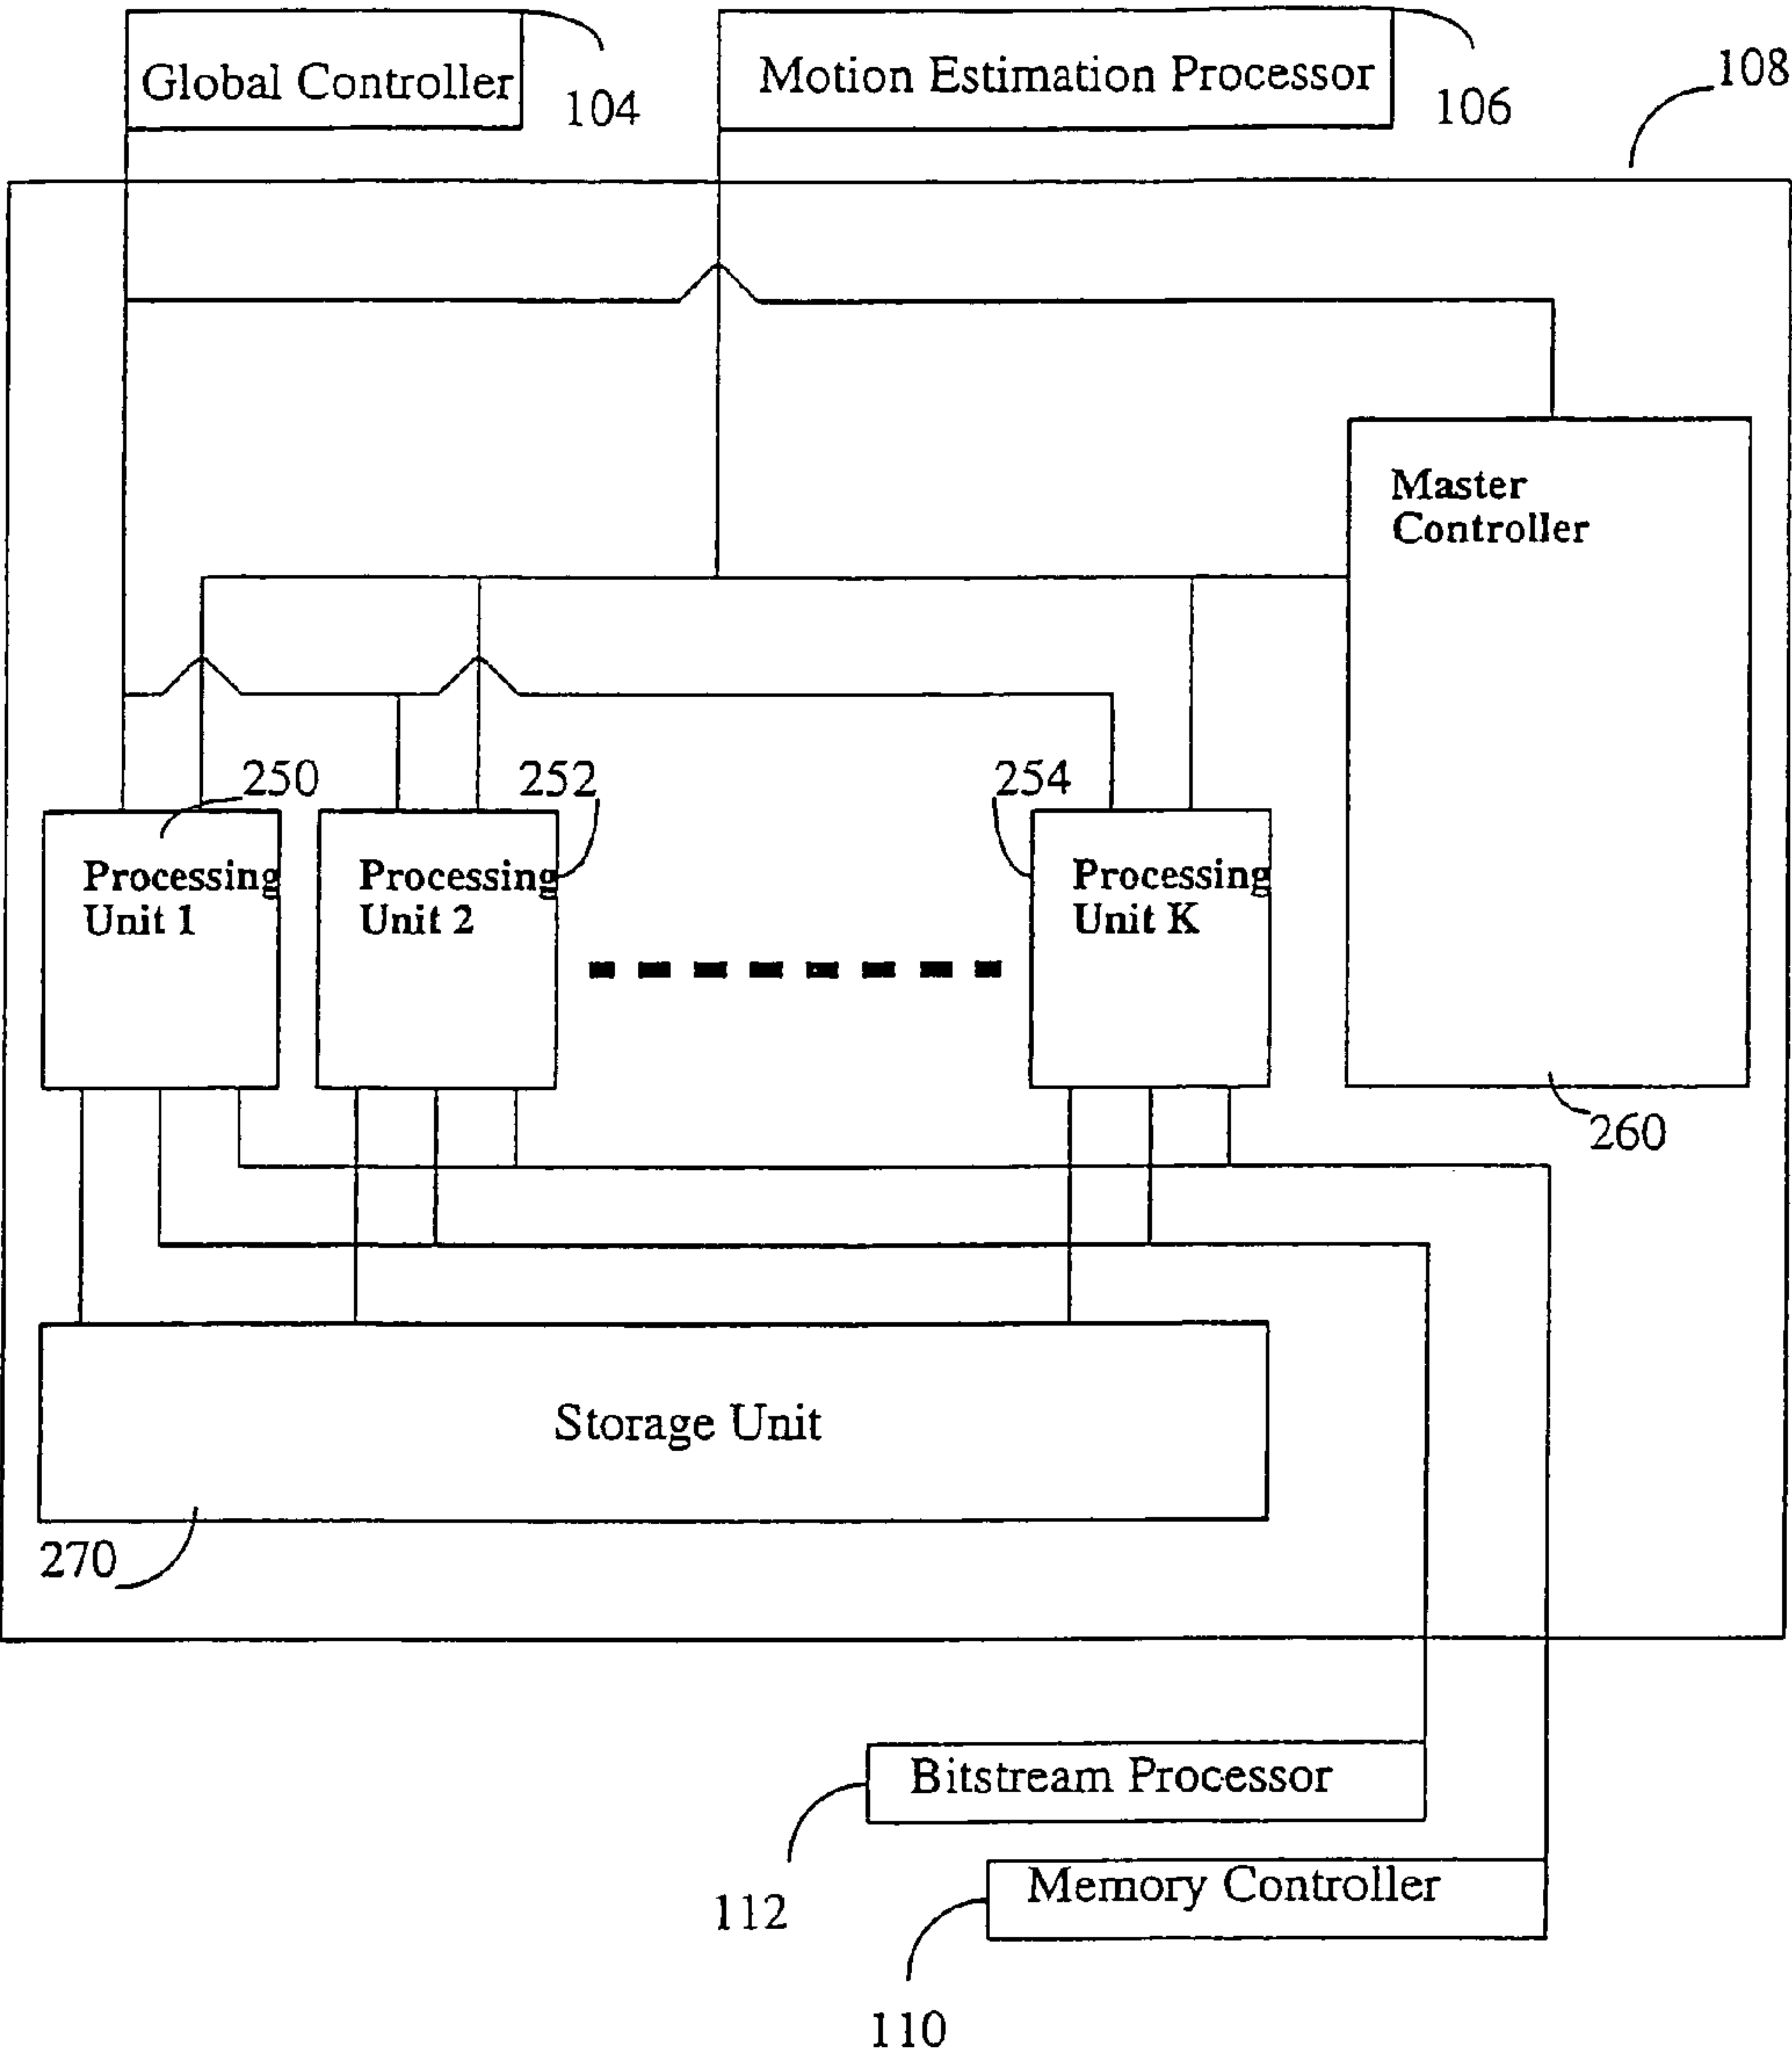 Global Controller
104
Motion Estimation Processor
106
108
Master
Controller
250
252
254
Processing
Unit 1
Processing
Unit 2
Processing
Unit K
260
Storage Unit
270
Bitstream Processor
112
Memory Controller
110